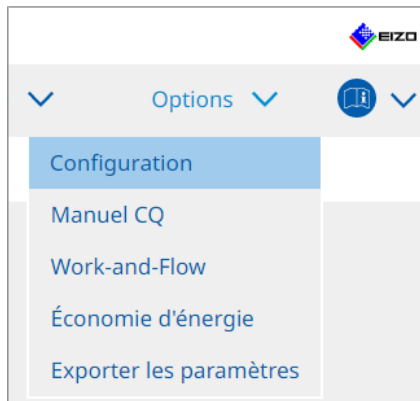 EIZO
Options
Configuration
Manuel CQ
Work-and-Flow
Économie d'énergie
Exporter les paramètres